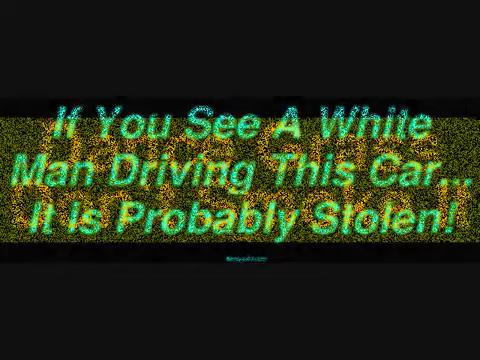 If You See A White
Man Driving This Car...
It Is Probably Stolen!